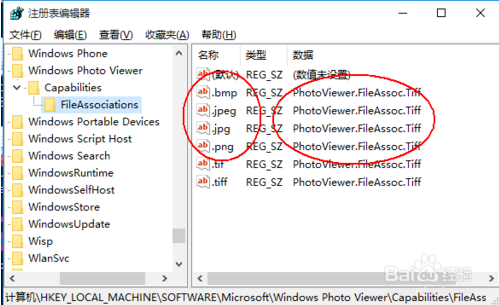 注册表编辑器
文件(F) 编辑(E) 查看(V) 收藏夹(A) 帮助(H)
Windows Phone
Windows Photo Viewer
Capabilities
FileAssociations
Windows Portable Devices
Windows Script Host
Windows Search
WindowsRuntime
WindowsSelfHost
WindowsStore
WindowsUpdate
Wisp
WlanSvc
名称 类型 数据
(默认) REG_SZ (数值未设置)
.bmp REG_SZ PhotoViewer.FileAssoc.Tiff
.jpeg REG_SZ PhotoViewer.FileAssoc.Tiff
.jpg REG_SZ PhotoViewer.FileAssoc.Tiff
.png REG_SZ PhotoViewer.FileAssoc.Tiff
.tif REG_SZ PhotoViewer.FileAssoc.Tiff
.tiff REG_SZ PhotoViewer.FileAssoc.Tiff
Baidu经验
计算机\HKEY_LOCAL_MACHINE\SOFTWARE\Microsoft\Windows Photo Viewer\Capabilities\FileAss